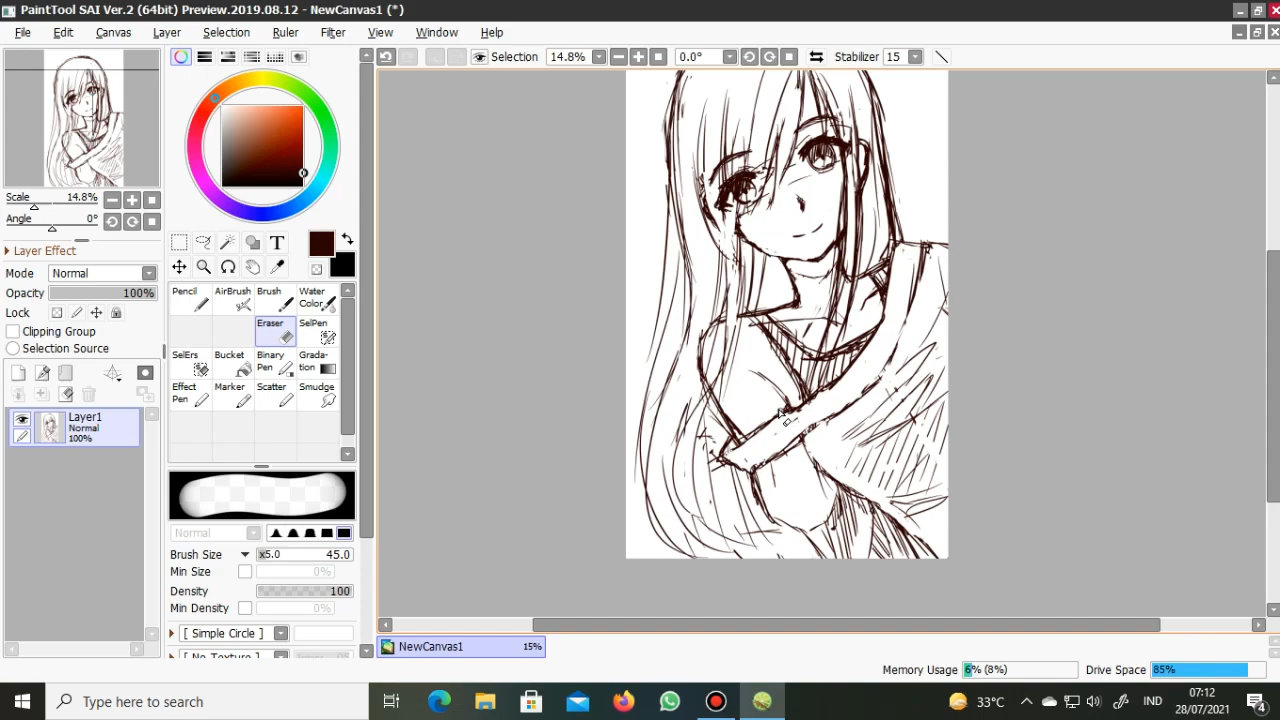 PaintTool SAI Ver.2 (64bit) Preview.2019.08.12 - NewCanvas1 (*)
File Edit Canvas Layer Selection Ruler Filter View Window Help
Selection 14.8% 0.0° Stabilizer 15
Scale 14.8%
Angle 0°
Layer Effect
Mode Normal
Opacity 100%
Lock
Clipping Group
Selection Source
Layer1
Normal
100%
T
Pencil AirBrush Brush Water Color
Eraser SelPen
SelErs Bucket Binary Pen Grada-tion
Effect Pen Marker Scatter Smudge
Normal
Brush Size x5.0 45.0
Min Size 0%
Density 100
Min Density 0%
[ Simple Circle ]
[ No Texture ]
NewCanvas1 15%
Memory Usage 6% (8%) Drive Space 85%
Type here to search
33°C IND 07:12
28/07/2021 4